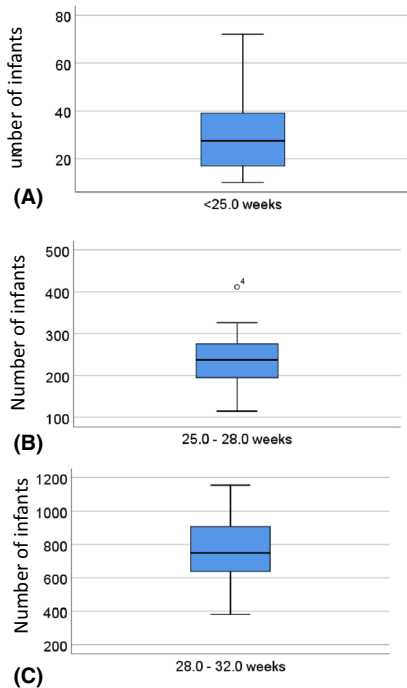 80
60
40
20
umber of infants
(A)
<25.0 weeks
500
400
300
200
100
Number of infants
4
(B)
25.0 - 28.0 weeks
1200
1000
800
600
400
200
Number of infants
(C)
28.0 - 32.0 weeks